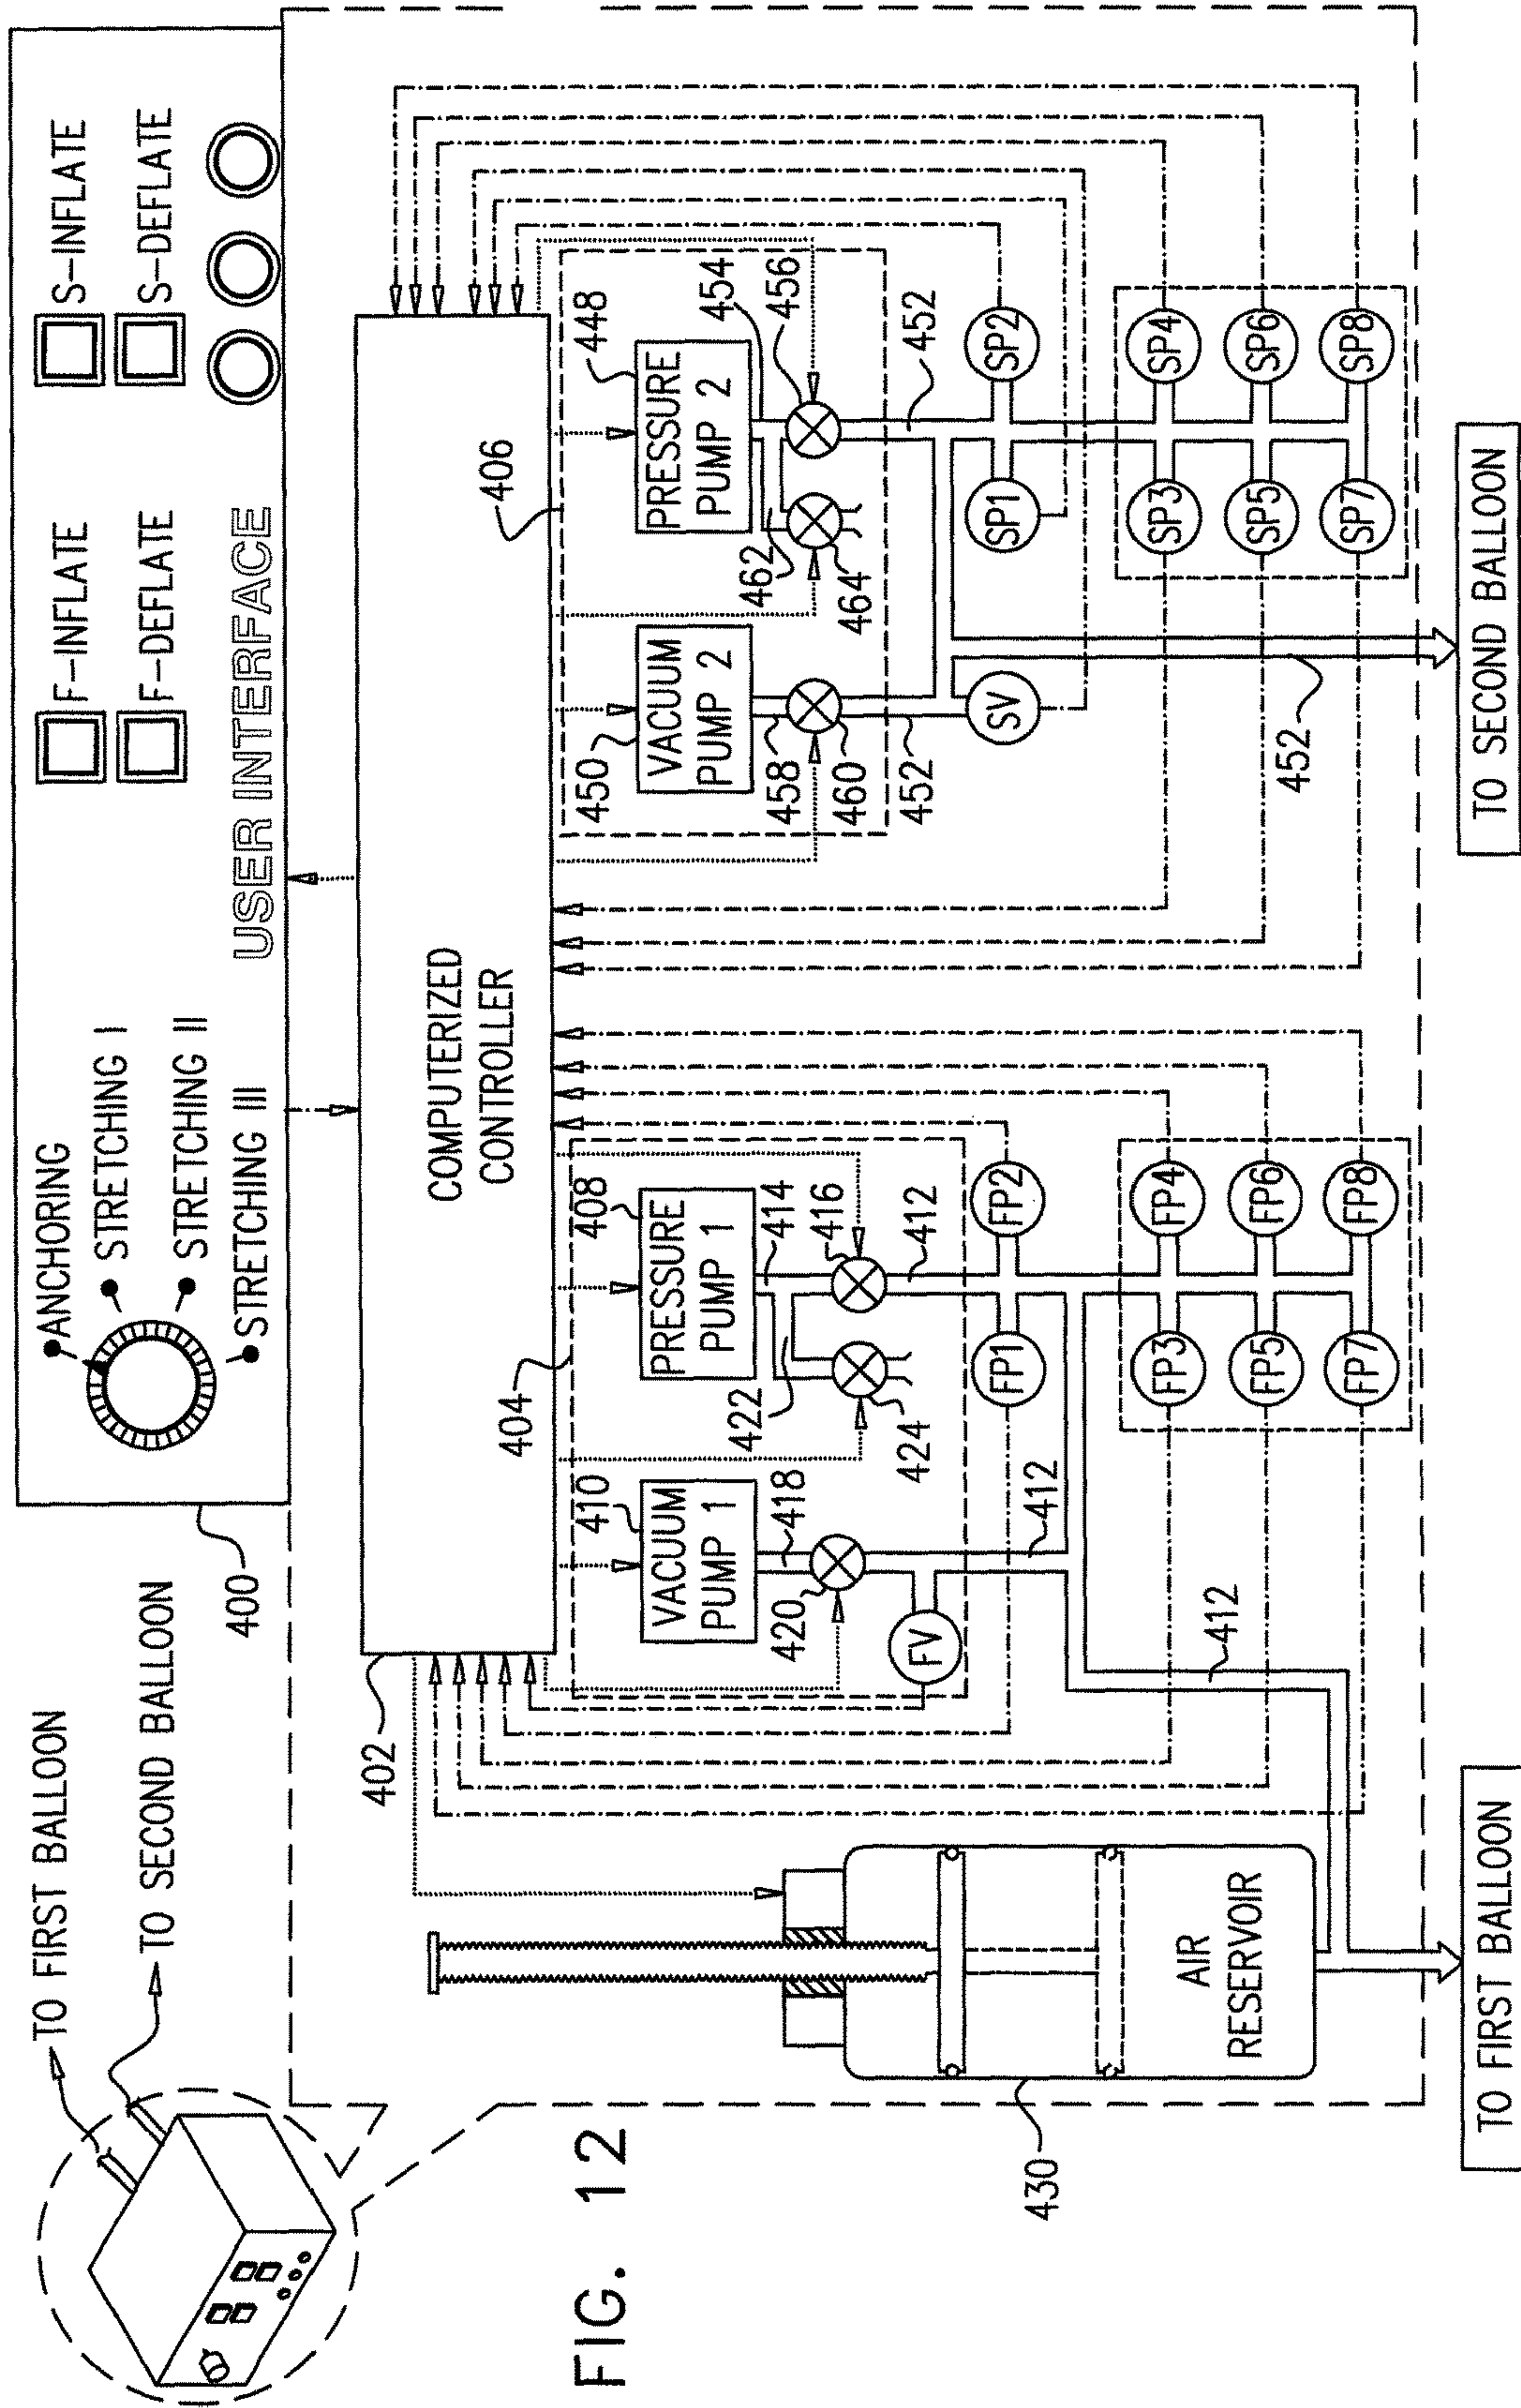 TO FIRST BALLOON
TO SECOND BALLOON
400
ANCHORING
STRETCHING I
STRETCHING II
STRETCHING III
F-INFLATE
F-DEFLATE
S-INFLATE
S-DEFLATE
USER INTERFACE
402
COMPUTERIZED
CONTROLLER
404
406
410
VACUUM
PUMP 1
408
PRESSURE
PUMP 1
418
420
422
414
416
424
412
FV
412
FP1
FP2
FP3
FP4
FP5
FP6
FP7
FP8
412
450
VACUUM
PUMP 2
448
PRESSURE
PUMP 2
458
460
462
464
454
456
452
452
SV
SP1
SP2
SP3
SP4
SP5
SP6
SP7
SP8
452
AIR
RESERVOIR
430
TO FIRST BALLOON
TO SECOND BALLOON
FIG. 12